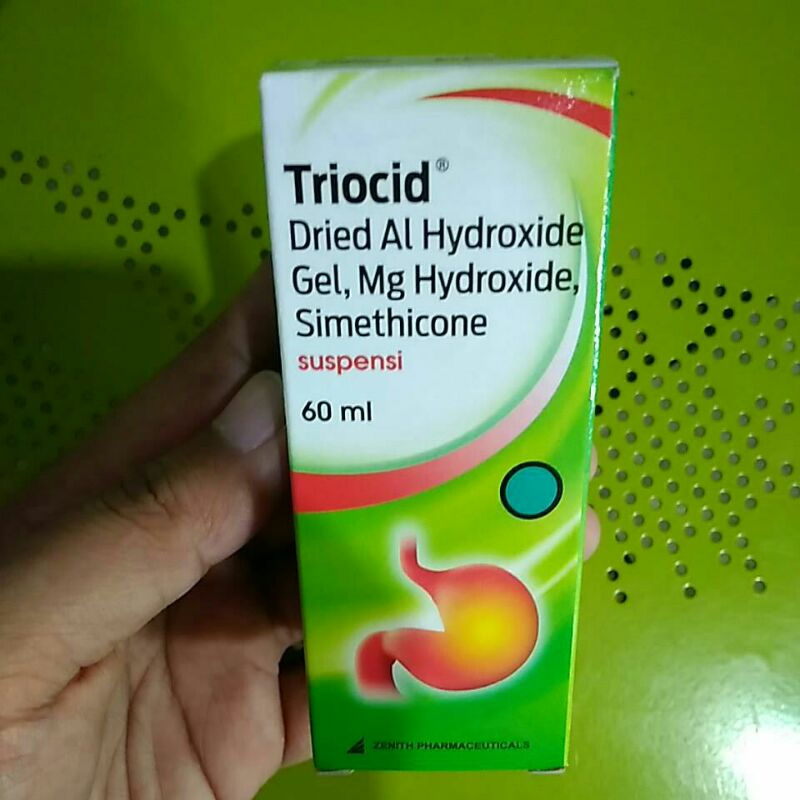 Triocid®
Dried Al Hydroxide
Gel, Mg Hydroxide,
Simethicone
suspensi
60 ml
ZENITH PHARMACEUTICALS